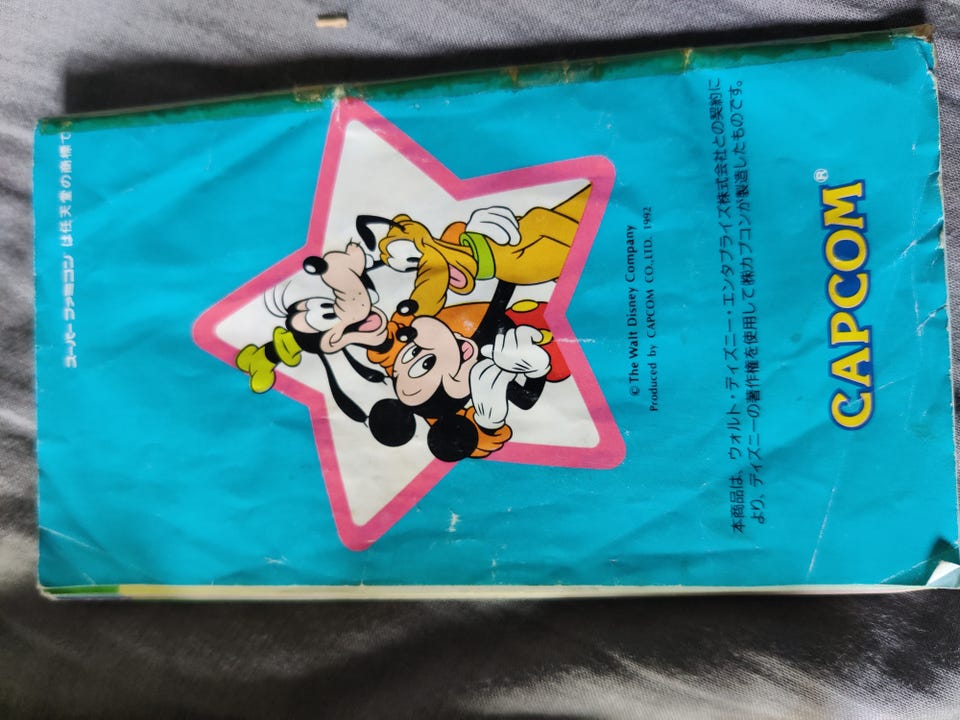 スーパーファミコン は任天堂の商標で
© The Walt Disney Company
Produced by CAPCOM CO.,LTD. 1992
本商品は、ウォルト・ディズニー・エンタプライズ株式会社との契約に
より、ディズニーの著作権を使用して(株)カプコンが製造したものです。
CAPCOM®